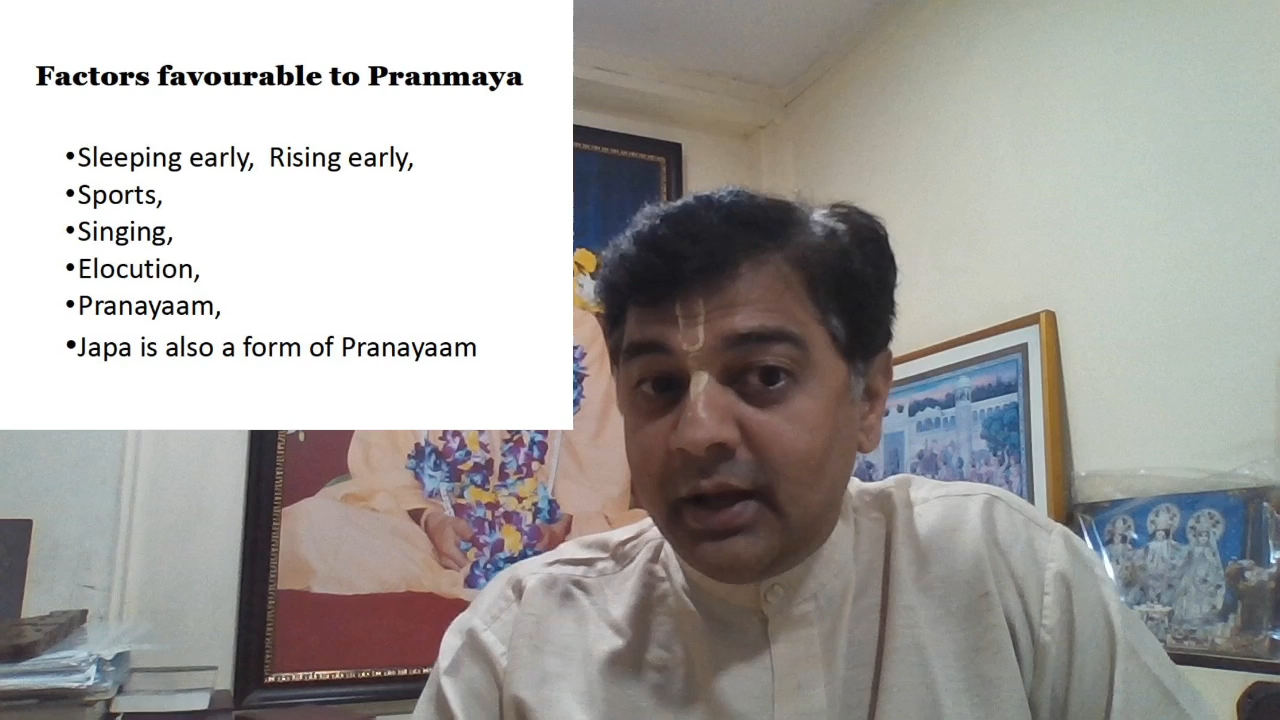 Factors favourable to Pranmaya
•Sleeping early,  Rising early,
•Sports,
•Singing,
•Elocution,
•Pranayaam,
•Japa is also a form of Pranayaam